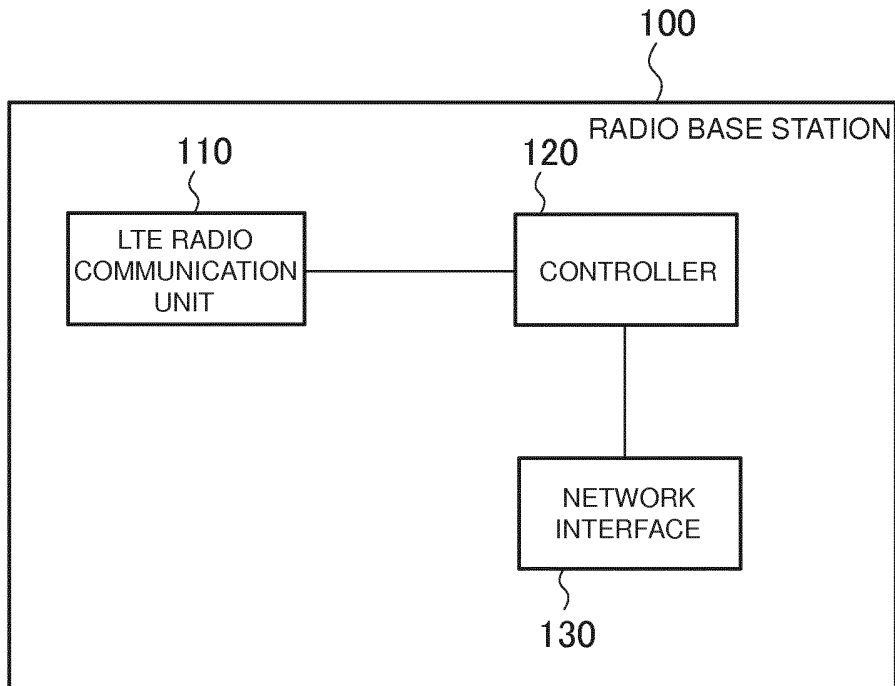 100
RADIO BASE STATION
110
120
LTE RADIO
COMMUNICATION
UNIT
CONTROLLER
NETWORK
INTERFACE
130